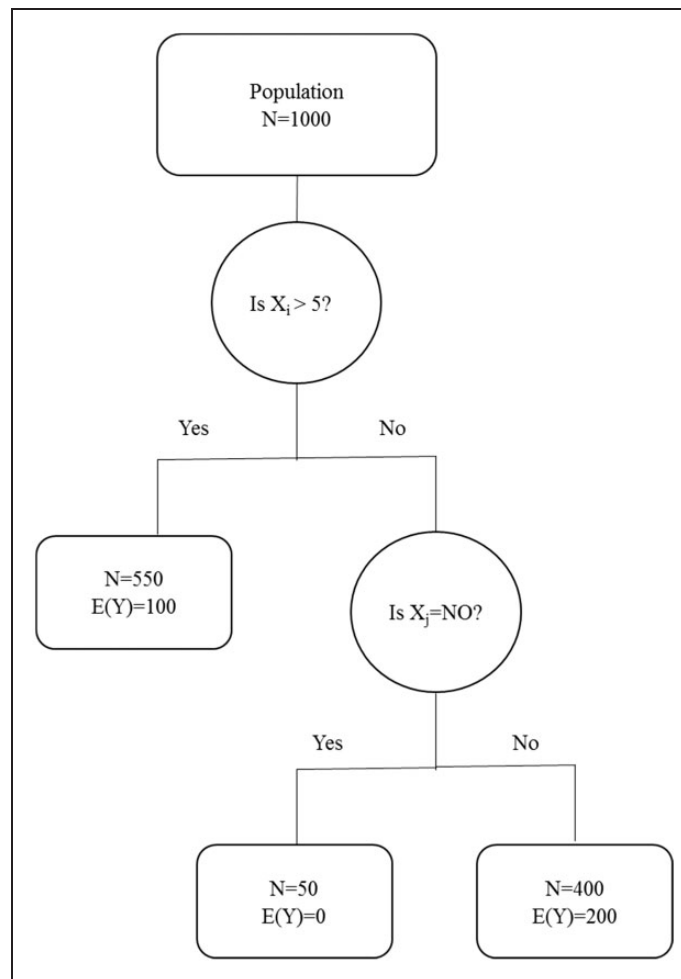 Population
N=1000
Is Xᵢ > 5?
Yes
No
N=550
E(Y)=100
Is Xⱼ=NO?
Yes
No
N=50
E(Y)=0
N=400
E(Y)=200